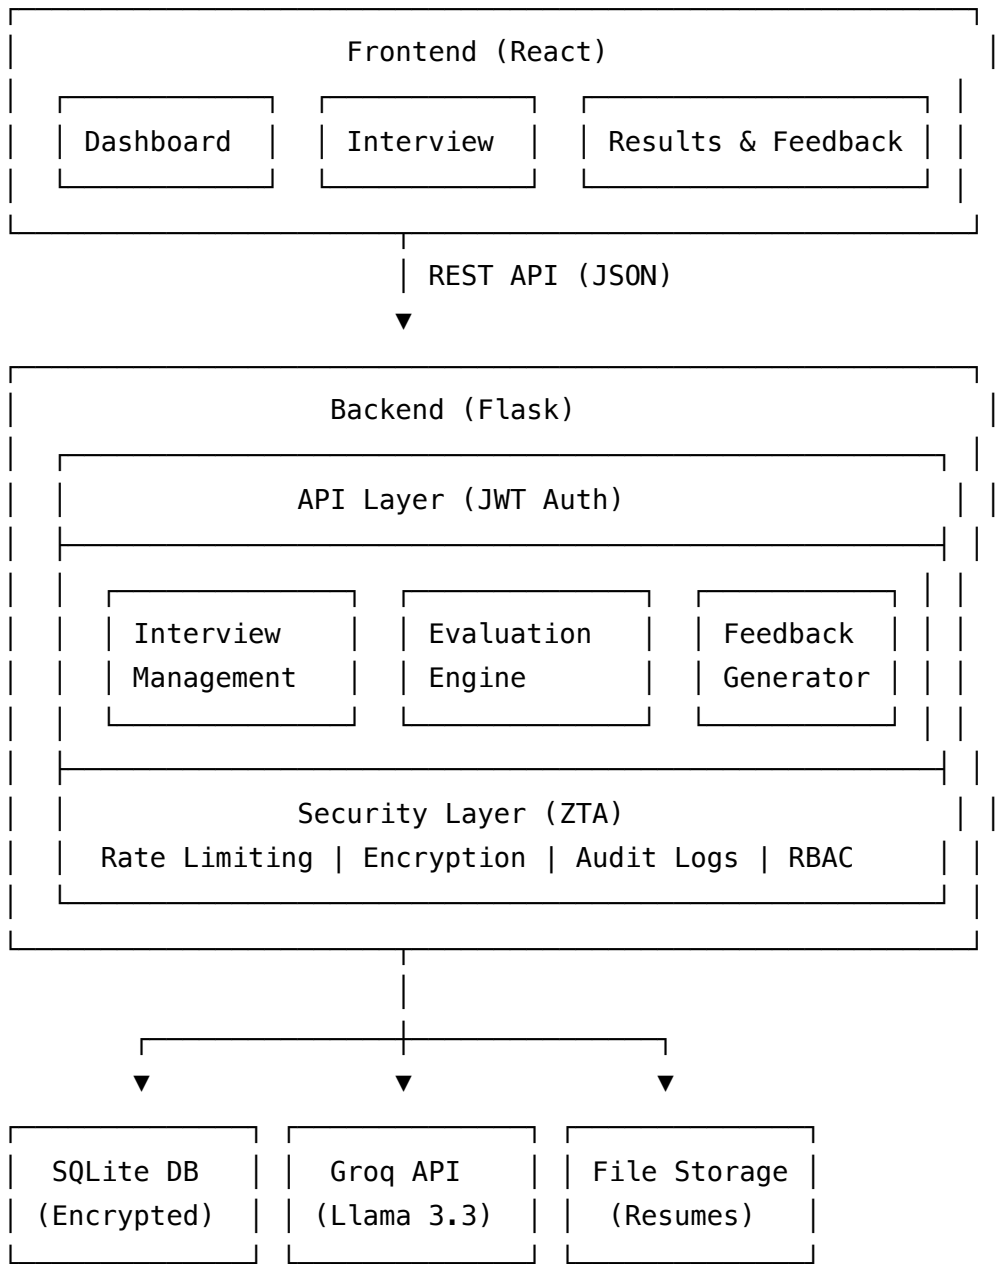 Frontend (React)
Dashboard Interview Results & Feedback
REST API (JSON)
Backend (Flask)
API Layer (JWT Auth)
Interview Evaluation Feedback
Management Engine Generator
Security Layer (ZTA)
Rate Limiting | Encryption | Audit Logs | RBAC
SQLite DB Groq API File Storage
(Encrypted) (Llama 3.3) (Resumes)